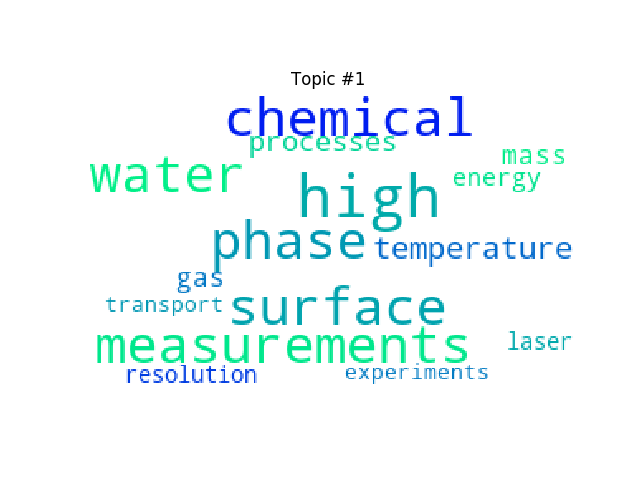 Topic #1
chemical
processes
mass
water
energy
high
phase
temperature
gas
transport
surface
measurements
laser
resolution
experiments